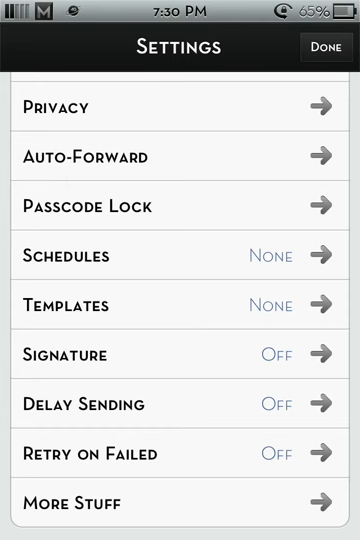 7:30 PM 65%
Settings
Done
Privacy
Auto-Forward
Passcode Lock
Schedules None
Templates None
Signature Off
Delay Sending Off
Retry on Failed Off
More Stuff